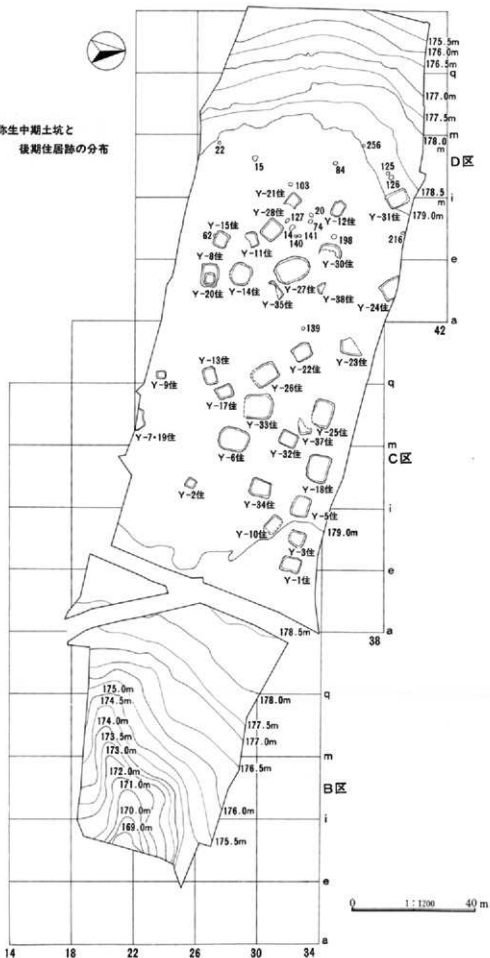 弥生中期土坑と
後期住居跡の分布
175.5m
176.0m
176.5m
177.0m
177.5m
178.0
m
D区
178.5
m
179.0m
q
m
i
e
a
42
22
15
256
84
125
126
103
Y-21住
Y-28住
127
20
74
Y-12住
Y-31住
216
Y-15住
62
Y-11住
14
141
140
198
Y-30住
Y-8住
Y-20住
Y-14住
Y-27住
Y-35住
Y-38住
Y-24住
139
Y-22住
Y-23住
Y-13住
Y-9住
Y-26住
Y-17住
Y-33住
Y-25住
Y-37住
Y-7・19住
Y-6住
Y-32住
Y-18住
Y-2住
Y-34住
Y-5住
Y-10住
Y-3住
Y-1住
179.0m
q
m
C区
i
e
a
38
178.5m
178.0m
177.5m
177.0m
176.5m
176.0m
175.5m
175.0m
174.5m
174.0m
173.5m
173.0m
172.0m
171.0m
170.0m
169.0m
q
m
B区
i
e
a
0 1:1200 40 m
14 18 22 26 30 34